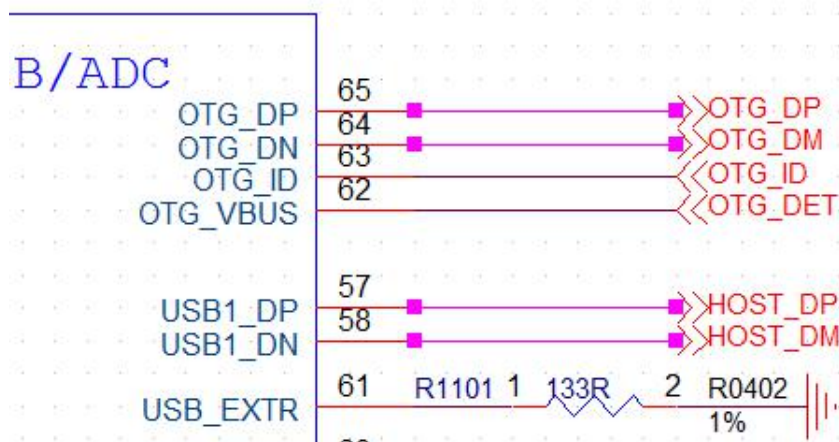 B/ADC
OTG_DP 65 OTG_DP
OTG_DN 64 OTG_DM
OTG_ID 63 OTG_ID
OTG_VBUS 62 OTG_DET
USB1_DP 57 HOST_DP
USB1_DN 58 HOST_DM
USB_EXTR 61 R1101 1 133R 2 R0402
1%